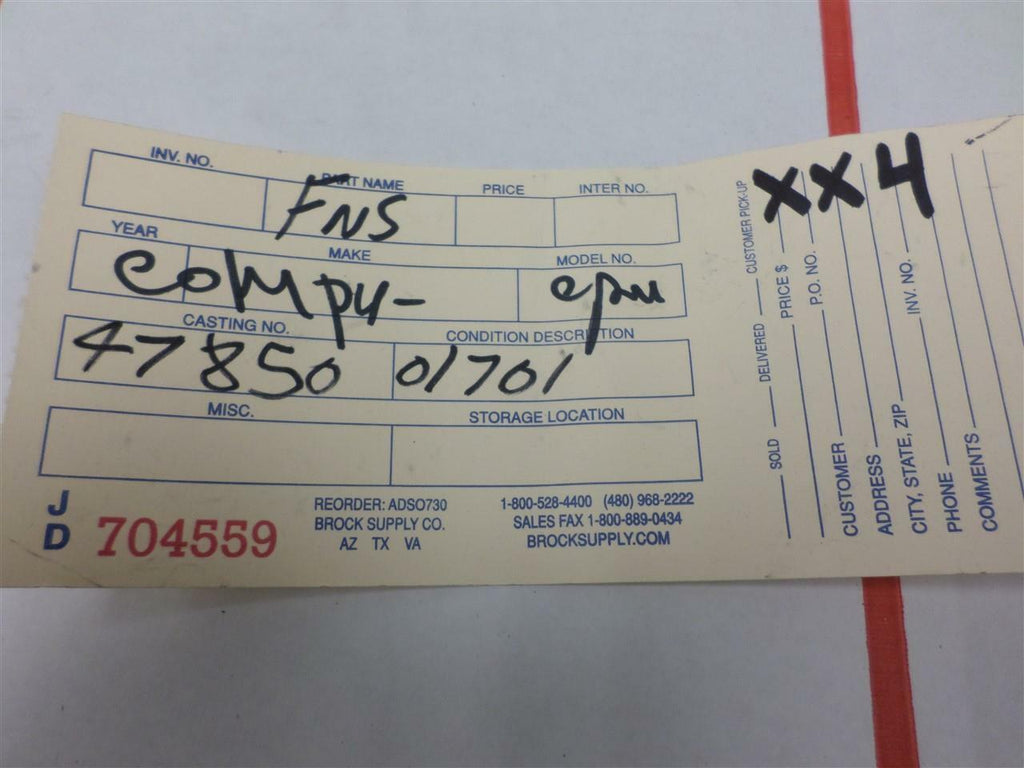 INV. NO. PART NAME PRICE INTER NO.
FNS
YEAR MAKE MODEL NO.
compu- cpu
CASTING NO. CONDITION DESCRIPTION
47850 01701
MISC. STORAGE LOCATION
J D 704559
REORDER: ADSO730
BROCK SUPPLY CO.
AZ TX VA
1-800-528-4400 (480) 968-2222
SALES FAX 1-800-889-0434
BROCKSUPPLY.COM
XX4
SOLD DELIVERED CUSTOMER PICK-UP
PRICE $
P.O. NO.
CUSTOMER
ADDRESS
CITY, STATE, ZIP INV. NO.
PHONE
COMMENTS